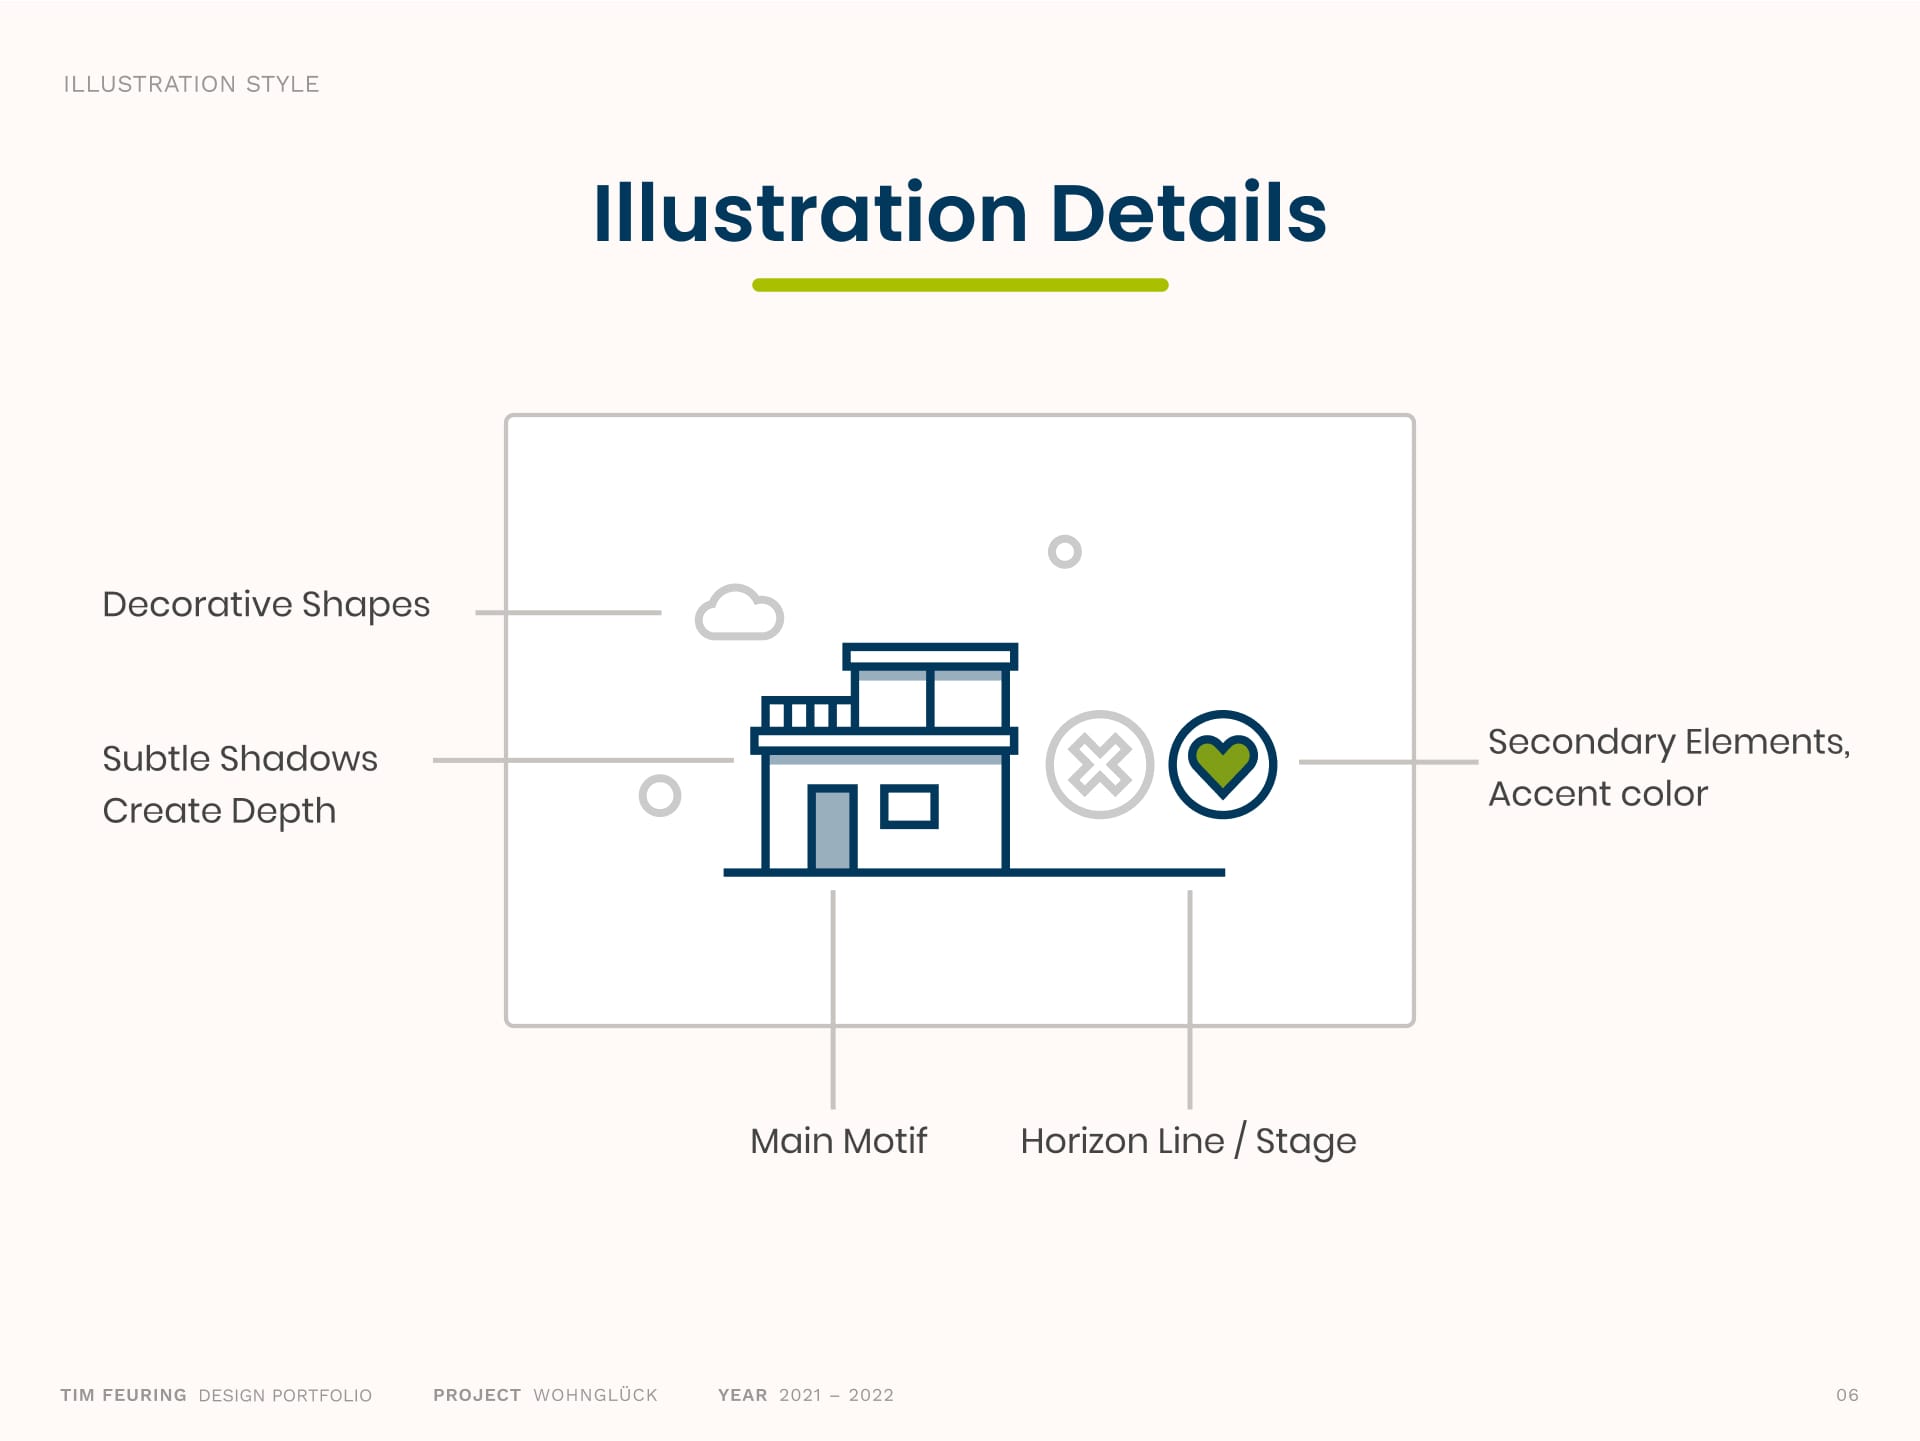 ILLUSTRATION STYLE
Illustration Details
Decorative Shapes
Subtle Shadows
Create Depth
Secondary Elements,
Accent color
Main Motif
Horizon Line / Stage
TIM FEURING DESIGN PORTFOLIO PROJECT WOHNGLÜCK YEAR 2021 – 2022 06